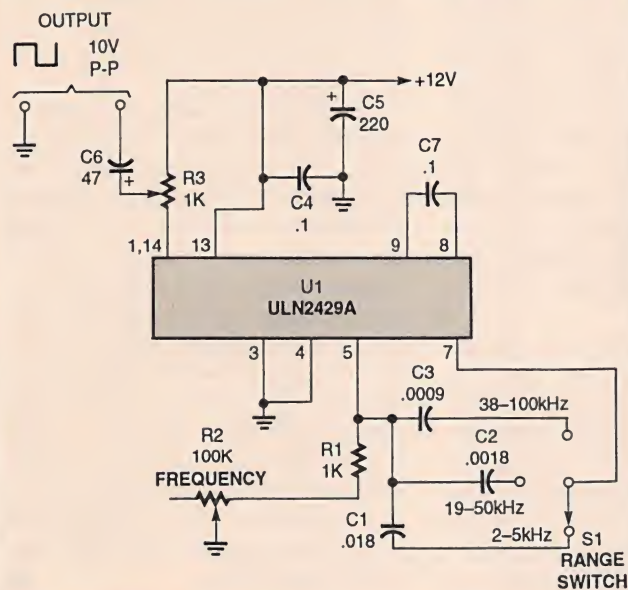 OUTPUT
10V
P-P
+12V
+
C5
220
C6
47
+
R3
1K
C4
.1
C7
.1
1,14
13
9
8
U1
ULN2429A
3
4
5
7
C3
.0009
38–100kHz
R2
100K
FREQUENCY
R1
1K
C2
.0018
19–50kHz
C1
.018
2–5kHz
S1
RANGE
SWITCH